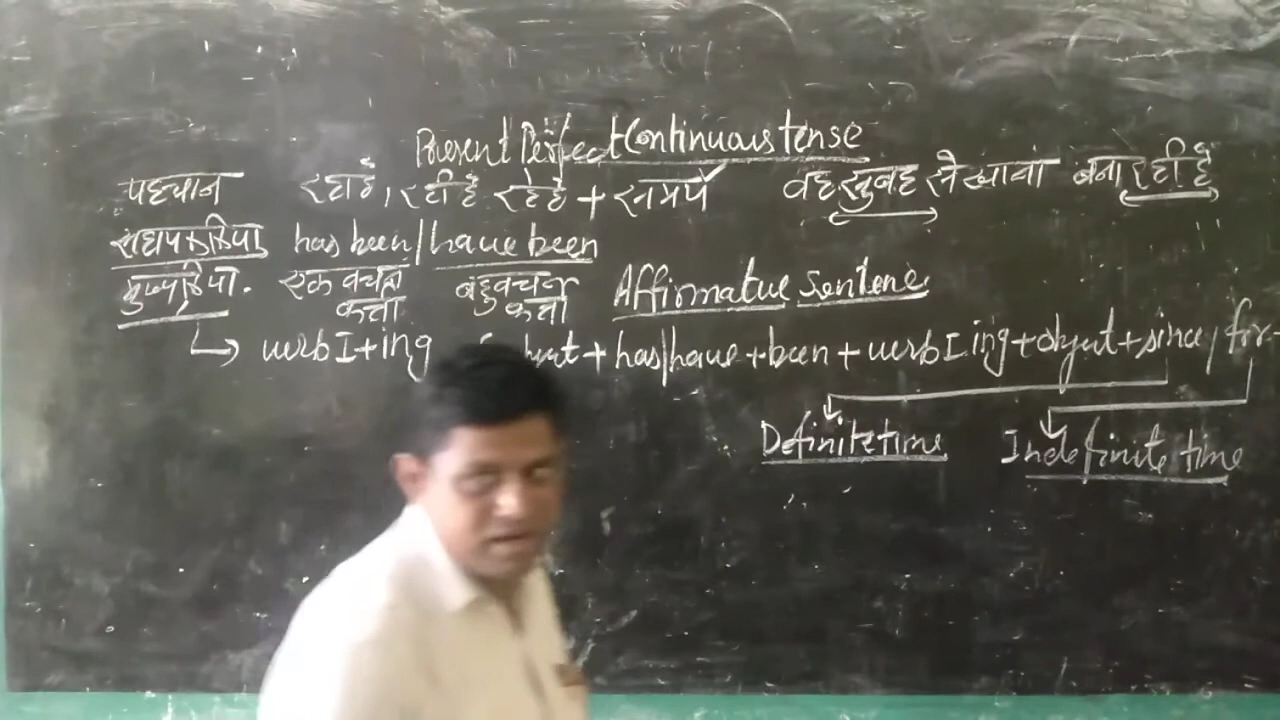 Present Perfect Continuous tense
पहचान रहा है, रही है रहे हैं + समय वह सुबह से खाना बना रही है
सहायक क्रिया has been/have been
मुख्य क्रिया. एकवचन कर्ता बहुवचन कर्ता Affirmative Sentence
verb I+ing + has/have + been + verb I ing + object + since/for
Definite time Indefinite time